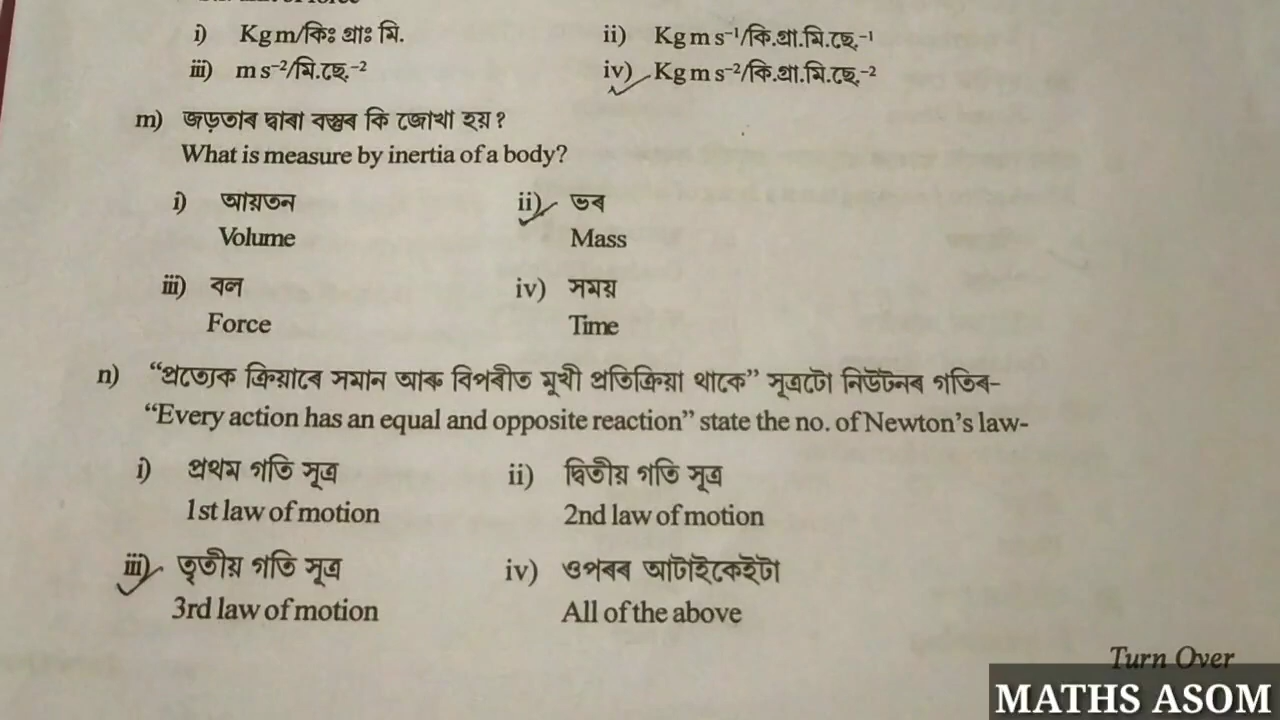 i) Kgm/কিঃ গ্ৰাঃ মি. ii) Kgms⁻¹/কি.গ্ৰা.মি.ছে.⁻¹
iii) ms⁻²/মি.ছে.⁻² iv) Kgms⁻²/কি.গ্ৰা.মি.ছে.⁻²
m) জড়তাৰ দ্বাৰা বস্তুৰ কি জোখা হয়?
What is measure by inertia of a body?
i) আয়তন ii) ভৰ
Volume Mass
iii) বল iv) সময়
Force Time
n) “প্ৰত্যেক ক্ৰিয়াৰে সমান আৰু বিপৰীত মূখী প্ৰতিক্ৰিয়া থাকে” সূত্ৰটো নিউটনৰ গতিৰ–
“Every action has an equal and opposite reaction” state the no. of Newton’s law-
i) প্ৰথম গতি সূত্ৰ ii) দ্বিতীয় গতি সূত্ৰ
1st law of motion 2nd law of motion
iii) তৃতীয় গতি সূত্ৰ iv) ওপৰৰ আটাইকেইটা
3rd law of motion All of the above
Turn Over
MATHS ASOM